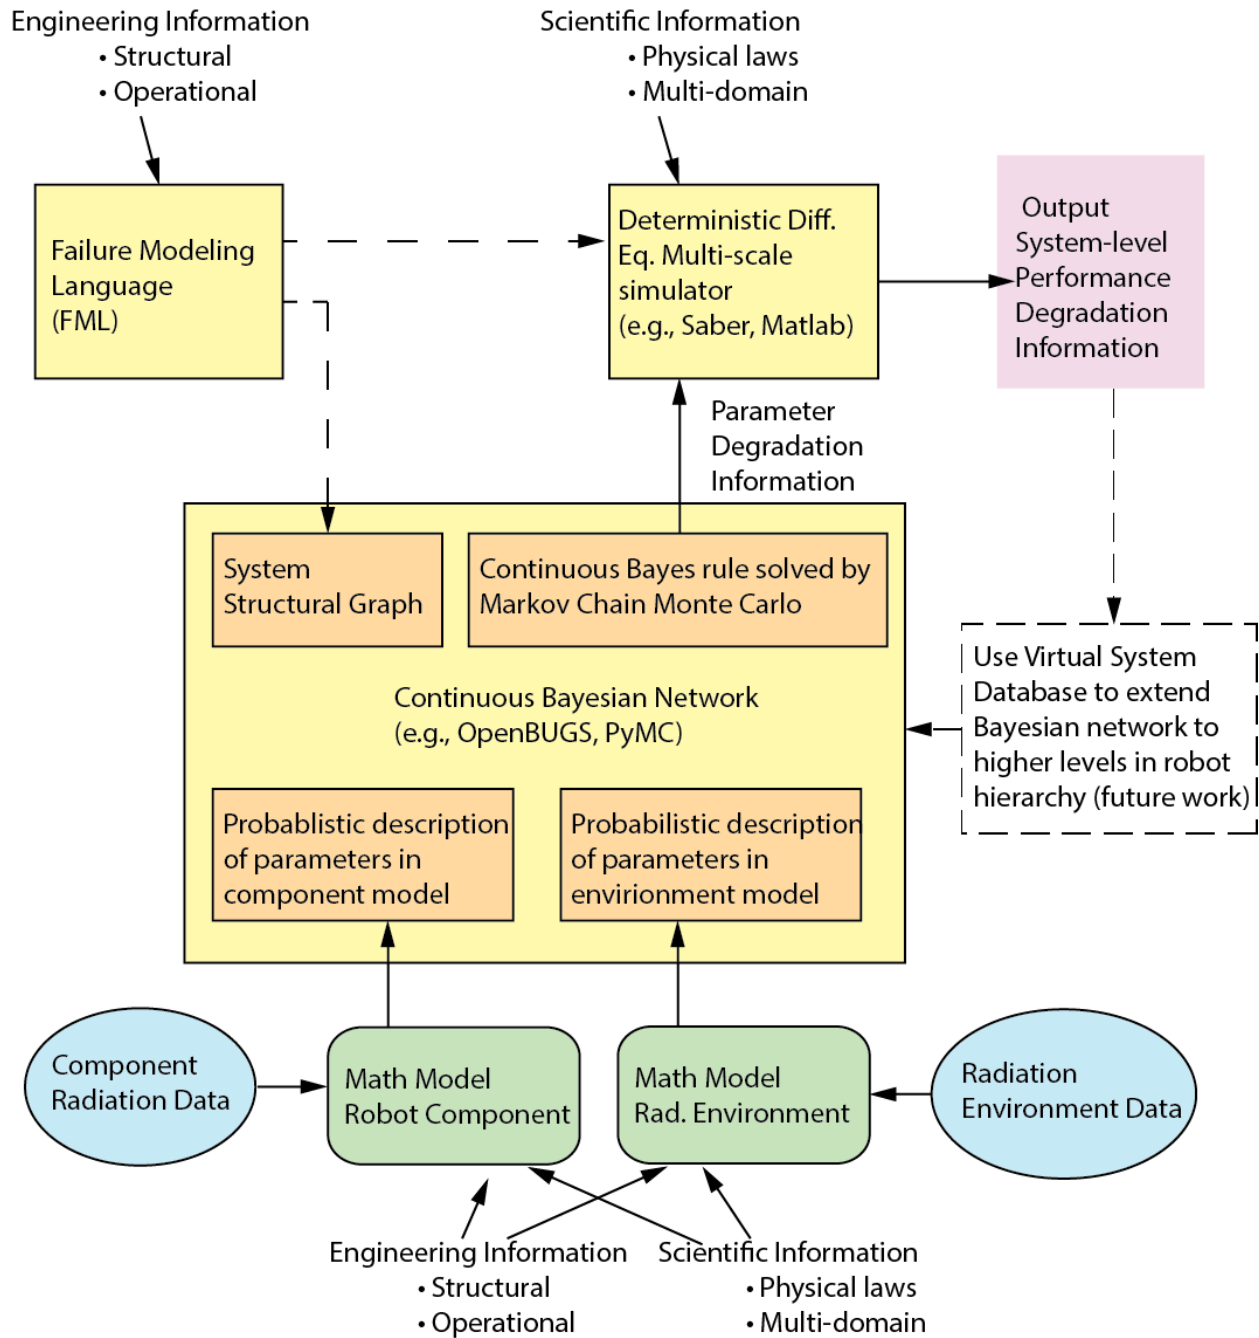 Engineering Information
• Structural
• Operational
Scientific Information
• Physical laws
• Multi-domain
Failure Modeling
Language
(FML)
Deterministic Diff.
Eq. Multi-scale
simulator
(e.g., Saber, Matlab)
Output
System-level
Performance
Degradation
Information
Parameter
Degradation
Information
System
Structural Graph
Continuous Bayes rule solved by
Markov Chain Monte Carlo
Continuous Bayesian Network
(e.g., OpenBUGS, PyMC)
Use Virtual System
Database to extend
Bayesian network to
higher levels in robot
hierarchy (future work)
Probablistic description
of parameters in
component model
Probabilistic description
of parameters in
envirionment model
Component
Radiation Data
Math Model
Robot Component
Math Model
Rad. Environment
Radiation
Environment Data
Engineering Information
• Structural
• Operational
Scientific Information
• Physical laws
• Multi-domain